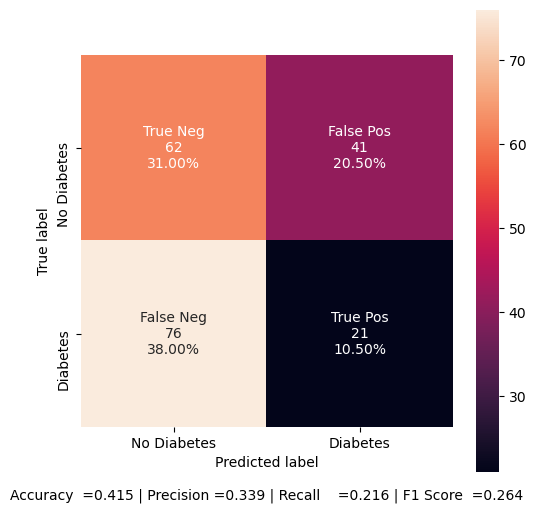 True Neg
62
31.00%
False Pos
41
20.50%
False Neg
76
38.00%
True Pos
21
10.50%
No Diabetes
Diabetes
True label
No Diabetes
Diabetes
Predicted label
70
60
50
40
30
Accuracy  =0.415 | Precision =0.339 | Recall    =0.216 | F1 Score  =0.264